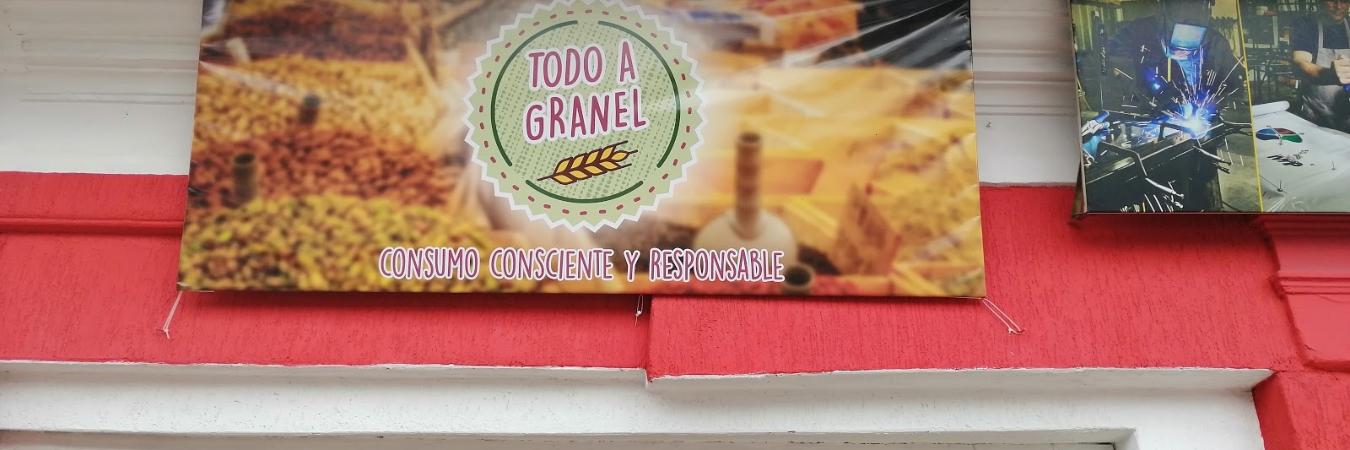 TODO A
GRANEL
CONSUMO CONSCIENTE Y RESPONSABLE